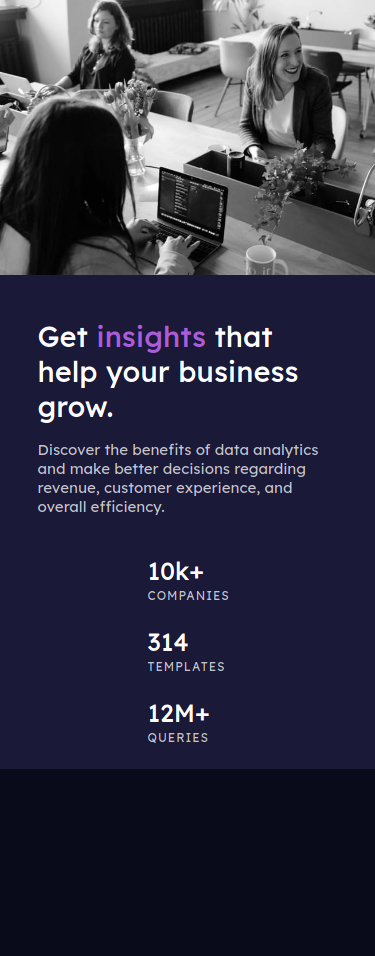 Get insights that
help your business
grow.
Discover the benefits of data analytics
and make better decisions regarding
revenue, customer experience, and
overall efficiency.
10k+
COMPANIES
314
TEMPLATES
12M+
QUERIES